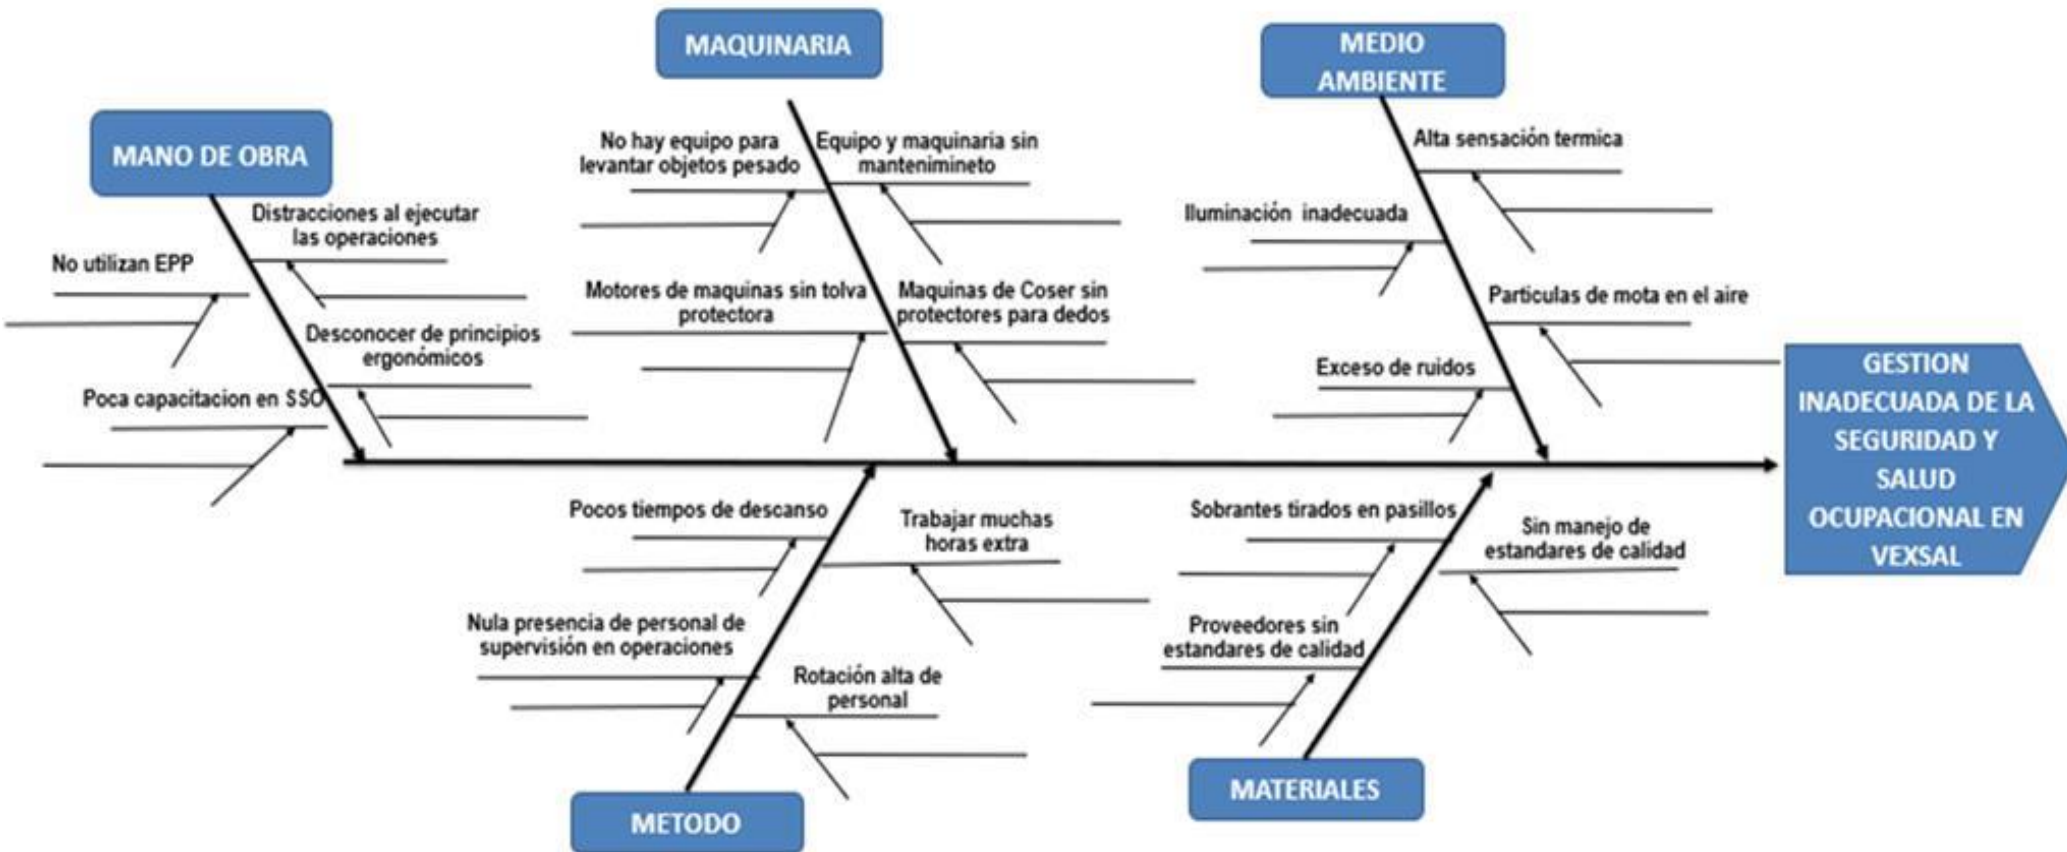 MAQUINARIA
MEDIO
AMBIENTE
MANO DE OBRA
No hay equipo para
levantar objetos pesado
Equipo y maquinaria sin
mantenimineto
Alta sensación termica
Distracciones al ejecutar
las operaciones
Iluminación inadecuada
No utilizan EPP
Motores de maquinas sin tolva
protectora
Maquinas de Coser sin
protectores para dedos
Particulas de mota en el aire
Desconocer de principios
ergonómicos
Exceso de ruidos
Poca capacitacion en SSO
GESTION
INADECUADA DE LA
SEGURIDAD Y
SALUD
OCUPACIONAL EN
VEXSAL
Pocos tiempos de descanso
Trabajar muchas
horas extra
Sobrantes tirados en pasillos
Sin manejo de
estandares de calidad
Nula presencia de personal de
supervisión en operaciones
Proveedores sin
estandares de calidad
Rotación alta de
personal
MATERIALES
METODO